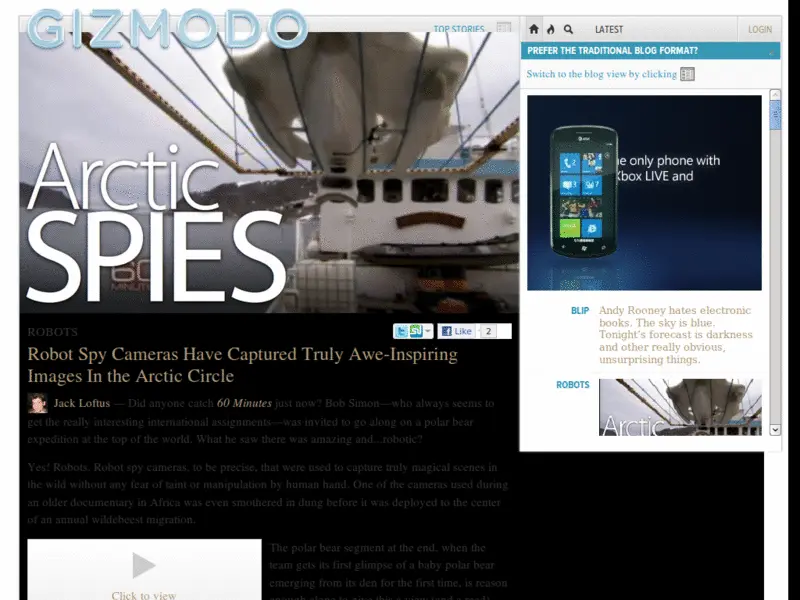 GIZMODO
TOP STORIES
LATEST
LOGIN
PREFER THE TRADITIONAL BLOG FORMAT?
Switch to the blog view by clicking
Arctic
SPIES
60
MINUTES
he only phone with
Xbox LIVE and
BLIP
Andy Rooney hates electronic
books. The sky is blue.
Tonight's forecast is darkness
and other really obvious,
unsurprising things.
ROBOTS
Arctic
ROBOTS
Like
2
Robot Spy Cameras Have Captured Truly Awe-Inspiring
Images In the Arctic Circle
Jack Loftus — Did anyone catch 60 Minutes just now? Bob Simon—who always seems to
get the really interesting international assignments—was invited to go along on a polar bear
expedition at the top of the world. What he saw there was amazing and...robotic?
Yes! Robots. Robot spy cameras, to be precise, that were used to capture truly magical scenes in
the wild without any fear of taint or manipulation by human hand. One of the cameras used during
an older documentary in Africa was even smothered in dung before it was deployed to the center
of an annual wildebeest migration.
Click to view
The polar bear segment at the end, when the
team gets its first glimpse of a baby polar bear
emerging from its den for the first time, is reason